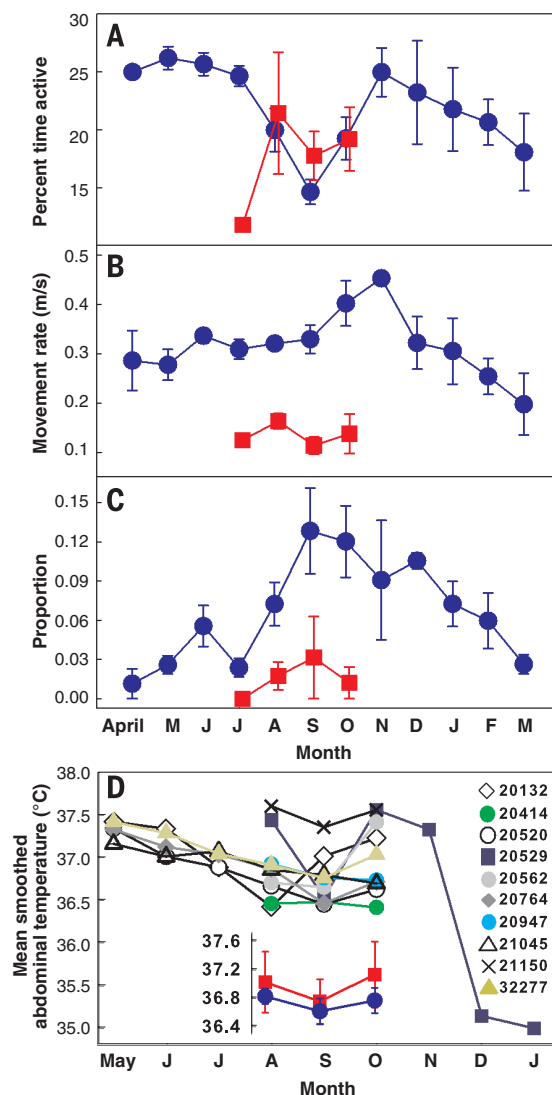 A
Percent time active
30
25
20
15
B
Movement rate (m/s)
0.5
0.4
0.3
0.2
0.1
C
Proportion
0.15
0.12
0.09
0.06
0.03
0.00
April M J J A S O N D J F M
Month
D
Mean smoothed
abdominal temperature (°C)
38.0
37.5
37.0
36.5
36.0
35.5
35.0
20132
20414
20520
20529
20562
20764
20947
21045
21150
32277
37.6
37.2
36.8
36.4
May J J A S O N D J
Month